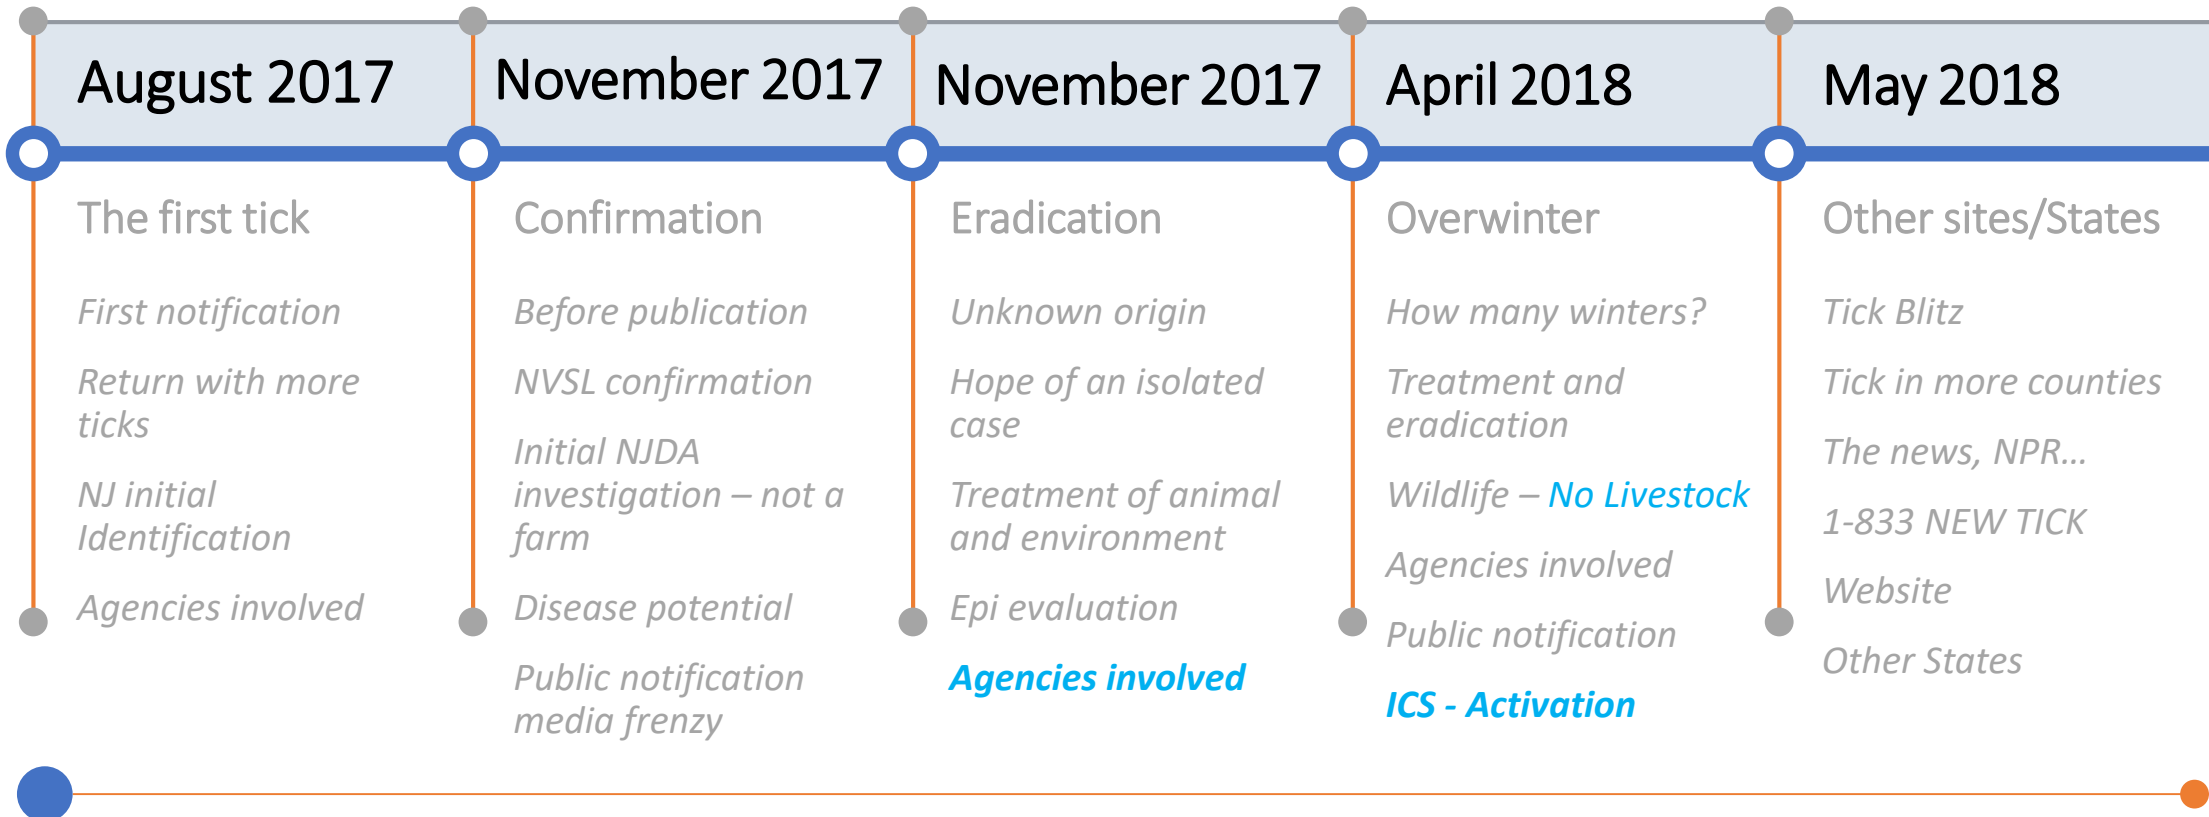 August 2017
November 2017
November 2017
April 2018
May 2018
The first tick
First notification
Return with more
ticks
NJ initial
Identification
Agencies involved
Confirmation
Before publication
NVSL confirmation
Initial NJDA
investigation – not a
farm
Disease potential
Public notification
media frenzy
Eradication
Unknown origin
Hope of an isolated
case
Treatment of animal
and environment
Epi evaluation
Agencies involved
Overwinter
How many winters?
Treatment and
eradication
Wildlife – No Livestock
Agencies involved
Public notification
ICS - Activation
Other sites/States
Tick Blitz
Tick in more counties
The news, NPR…
1-833 NEW TICK
Website
Other States